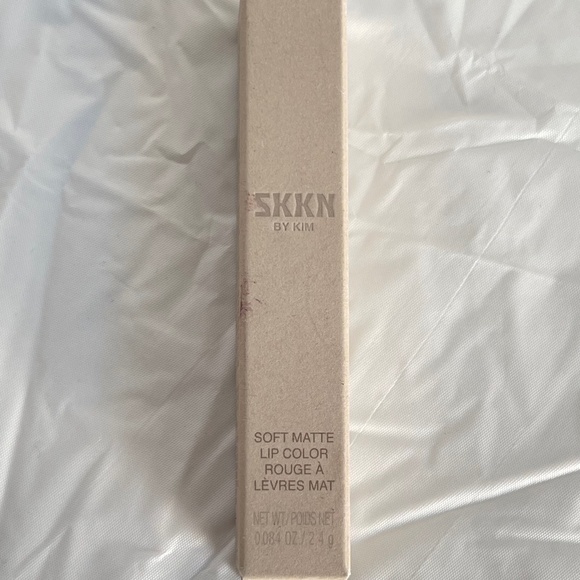 SKKN
BY KIM
SOFT MATTE
LIP COLOR
ROUGE À
LÈVRES MAT
NET WT/POIDS NET
0.084 OZ / 2.4 g